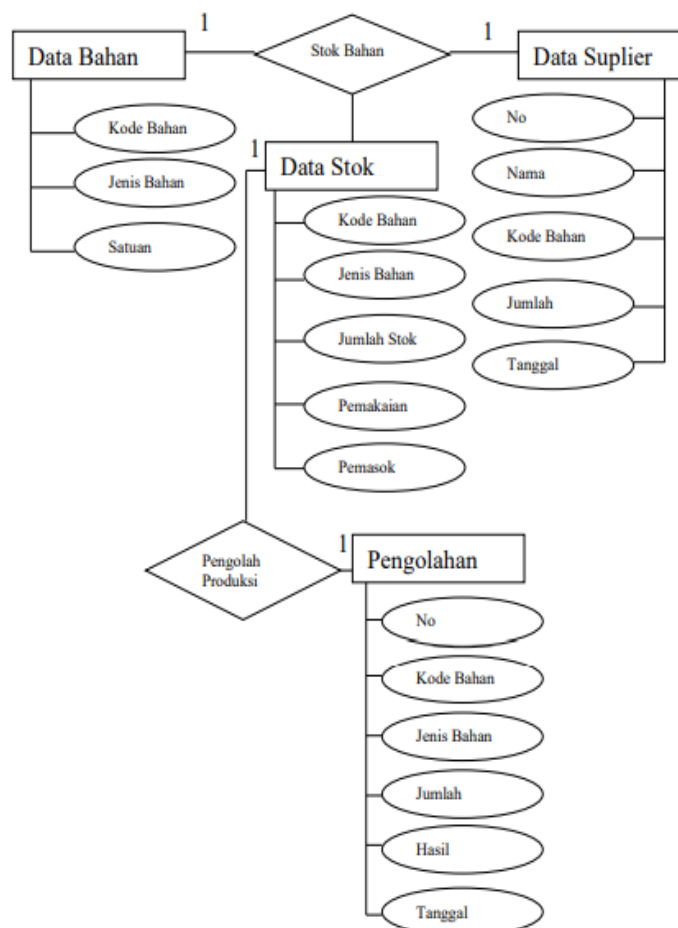 1
1
Data Bahan
Stok Bahan
Data Suplier
Kode Bahan
Jenis Bahan
Satuan
No
Nama
Kode Bahan
Jumlah
Tanggal
1
Data Stok
Kode Bahan
Jenis Bahan
Jumlah Stok
Pemakaian
Pemasok
Pengolah
Produksi
1
Pengolahan
No
Kode Bahan
Jenis Bahan
Jumlah
Hasil
Tanggal